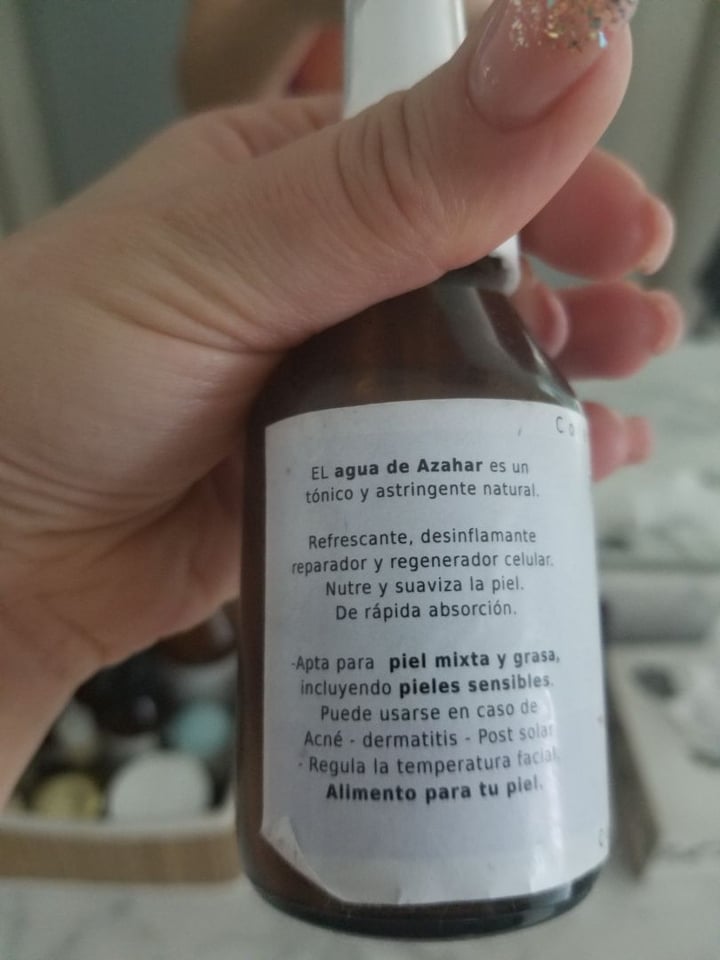 EL agua de Azahar es un
tónico y astringente natural.
Refrescante, desinflamante
reparador y regenerador celular.
Nutre y suaviza la piel.
De rápida absorción.
-Apta para piel mixta y grasa,
incluyendo pieles sensibles.
Puede usarse en caso de
Acné - dermatitis - Post solar
- Regula la temperatura facial.
Alimento para tu piel.